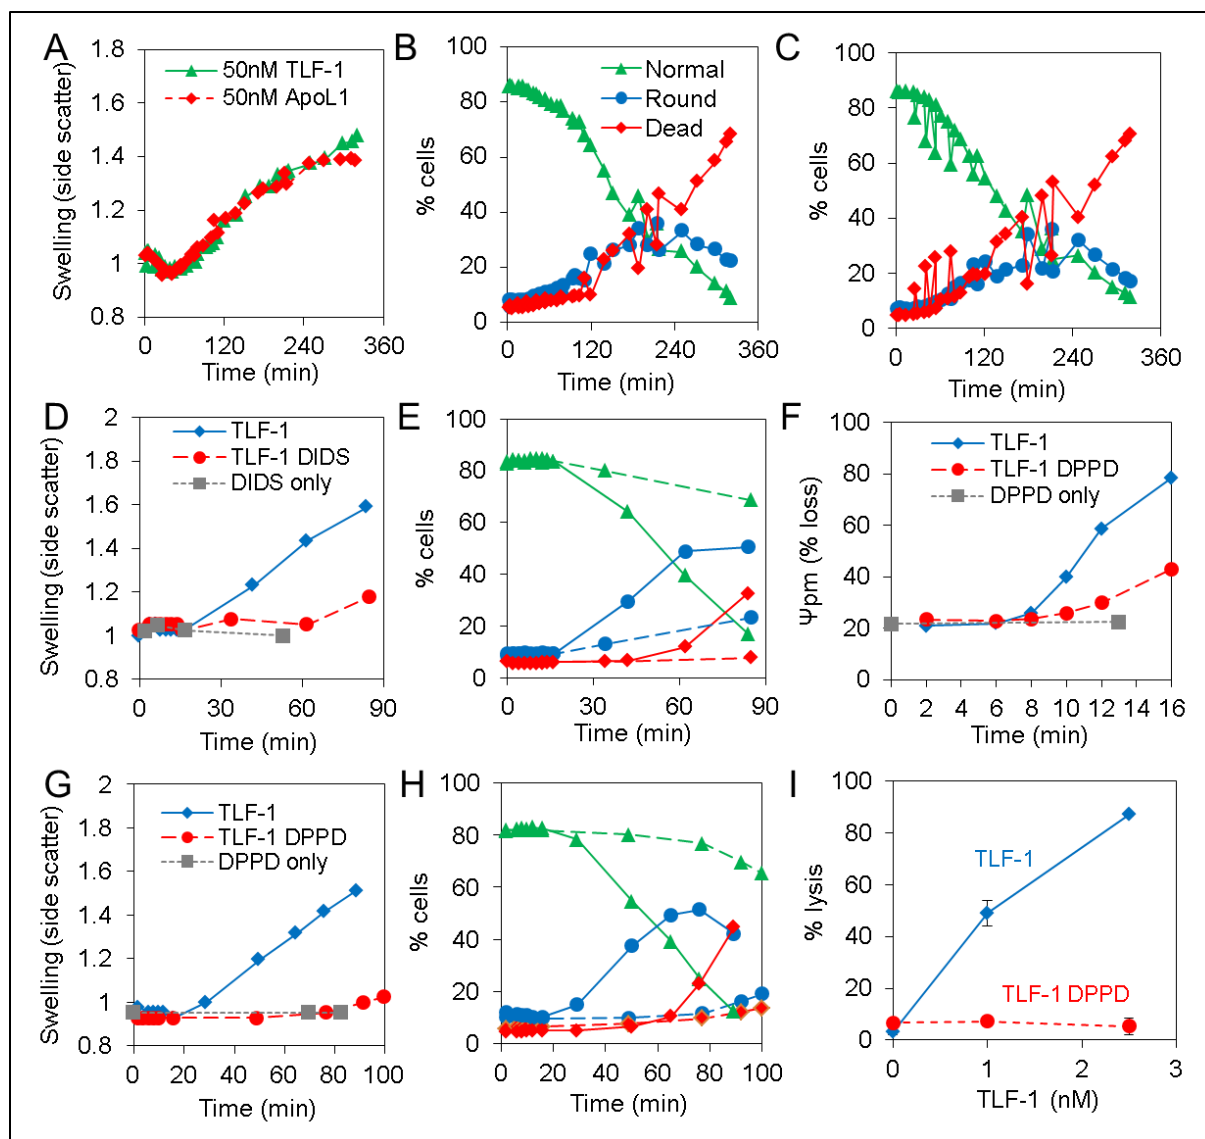 A
Swelling (side scatter)
1.8
1.6
1.4
1.2
1
0.8
50nM TLF-1
50nM ApoL1
0 120 240 360
Time (min)
B
% cells
100
80
60
40
20
0
Normal
Round
Dead
0 120 240 360
Time (min)
C
% cells
100
80
60
40
20
0
0 120 240 360
Time (min)
D
Swelling (side scatter)
2
1.8
1.6
1.4
1.2
1
0.8
TLF-1
TLF-1 DIDS
DIDS only
0 30 60 90
Time (min)
E
% cells
100
80
60
40
20
0
0 30 60 90
Time (min)
F
Ψpm (% loss)
100
80
60
40
20
0
TLF-1
TLF-1 DPPD
DPPD only
0 2 4 6 8 10 12 14 16
Time (min)
G
Swelling (side scatter)
2
1.8
1.6
1.4
1.2
1
0.8
TLF-1
TLF-1 DPPD
DPPD only
0 20 40 60 80 100
Time (min)
H
% cells
100
80
60
40
20
0
0 20 40 60 80 100
Time (min)
I
% lysis
100
80
60
40
20
0
TLF-1
TLF-1 DPPD
0 1 2 3
TLF-1 (nM)